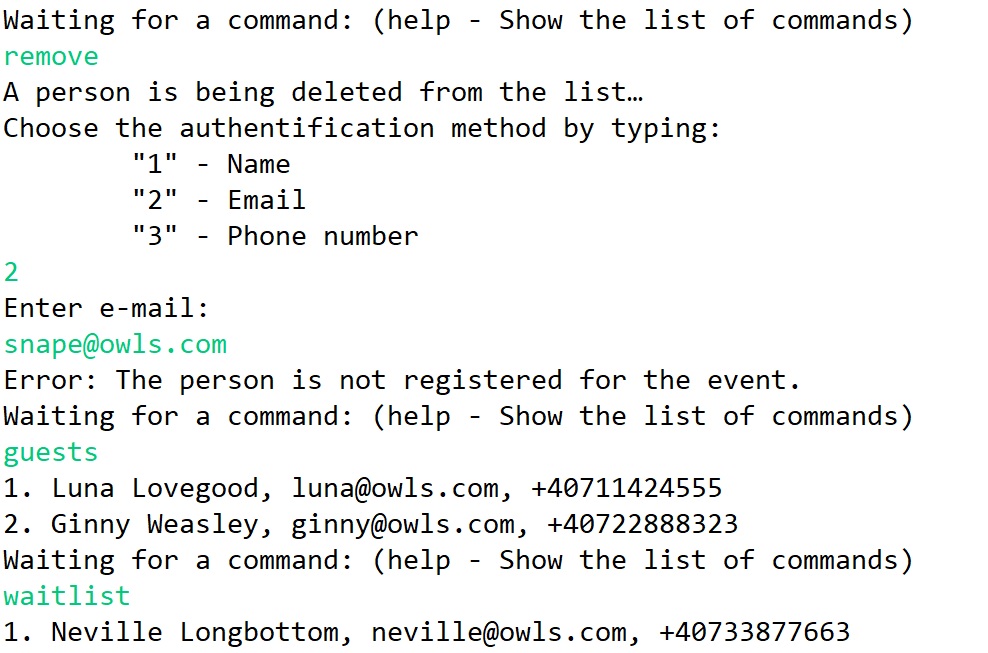 Waiting for a command: (help - Show the list of commands)
remove
A person is being deleted from the list…
Choose the authentification method by typing:
"1" - Name
"2" - Email
"3" - Phone number
2
Enter e-mail:
snape@owls.com
Error: The person is not registered for the event.
Waiting for a command: (help - Show the list of commands)
guests
1. Luna Lovegood, luna@owls.com, +40711424555
2. Ginny Weasley, ginny@owls.com, +40722888323
Waiting for a command: (help - Show the list of commands)
waitlist
1. Neville Longbottom, neville@owls.com, +40733877663